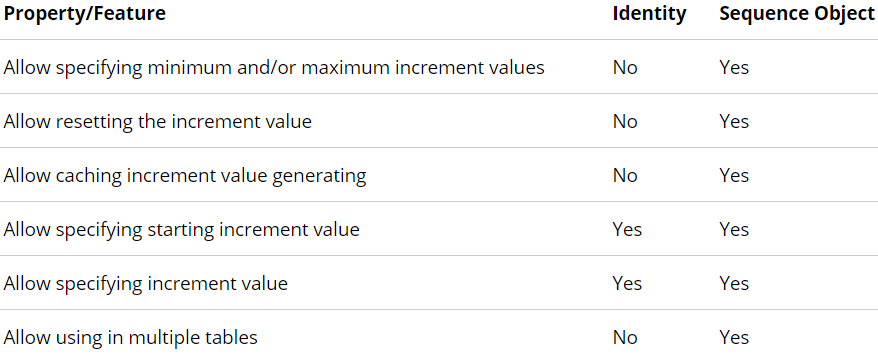 Property/Feature Identity Sequence Object
Allow specifying minimum and/or maximum increment values No Yes
Allow resetting the increment value No Yes
Allow caching increment value generating No Yes
Allow specifying starting increment value Yes Yes
Allow specifying increment value Yes Yes
Allow using in multiple tables No Yes